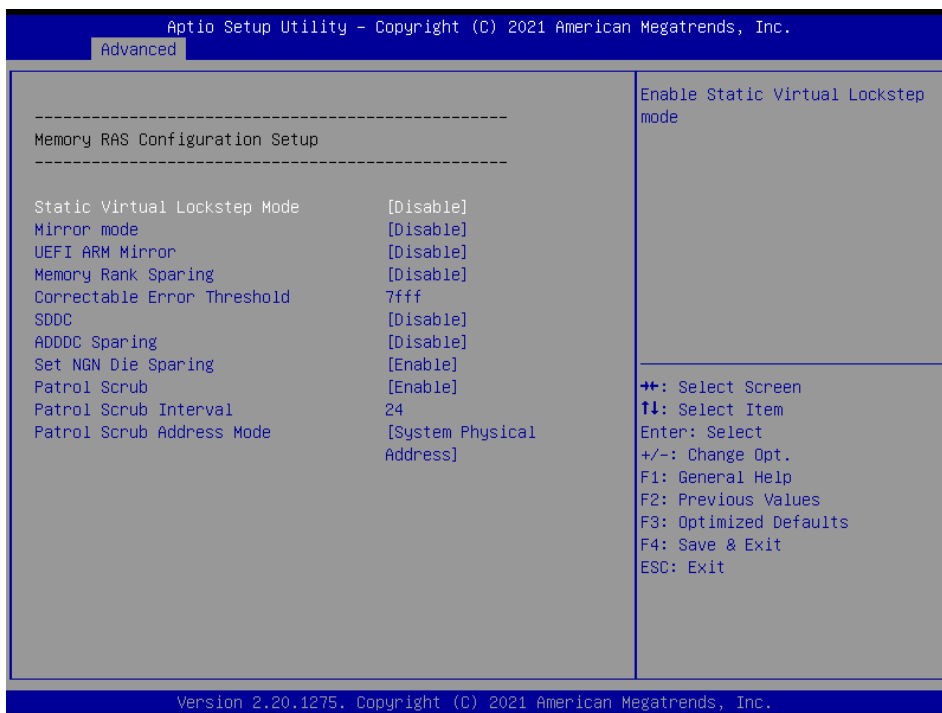 Aptio Setup Utility – Copyright (C) 2021 American Megatrends, Inc.
Advanced
Enable Static Virtual Lockstep
mode
--------------------------------------------------
Memory RAS Configuration Setup
--------------------------------------------------
Static Virtual Lockstep Mode [Disable]
Mirror mode [Disable]
UEFI ARM Mirror [Disable]
Memory Rank Sparing [Disable]
Correctable Error Threshold 7fff
SDDC [Disable]
ADDDC Sparing [Disable]
Set NGN Die Sparing [Enable]
Patrol Scrub [Enable]
Patrol Scrub Interval 24
Patrol Scrub Address Mode [System Physical
Address]
→←: Select Screen
↑↓: Select Item
Enter: Select
+/-: Change Opt.
F1: General Help
F2: Previous Values
F3: Optimized Defaults
F4: Save & Exit
ESC: Exit
Version 2.20.1275. Copyright (C) 2021 American Megatrends, Inc.